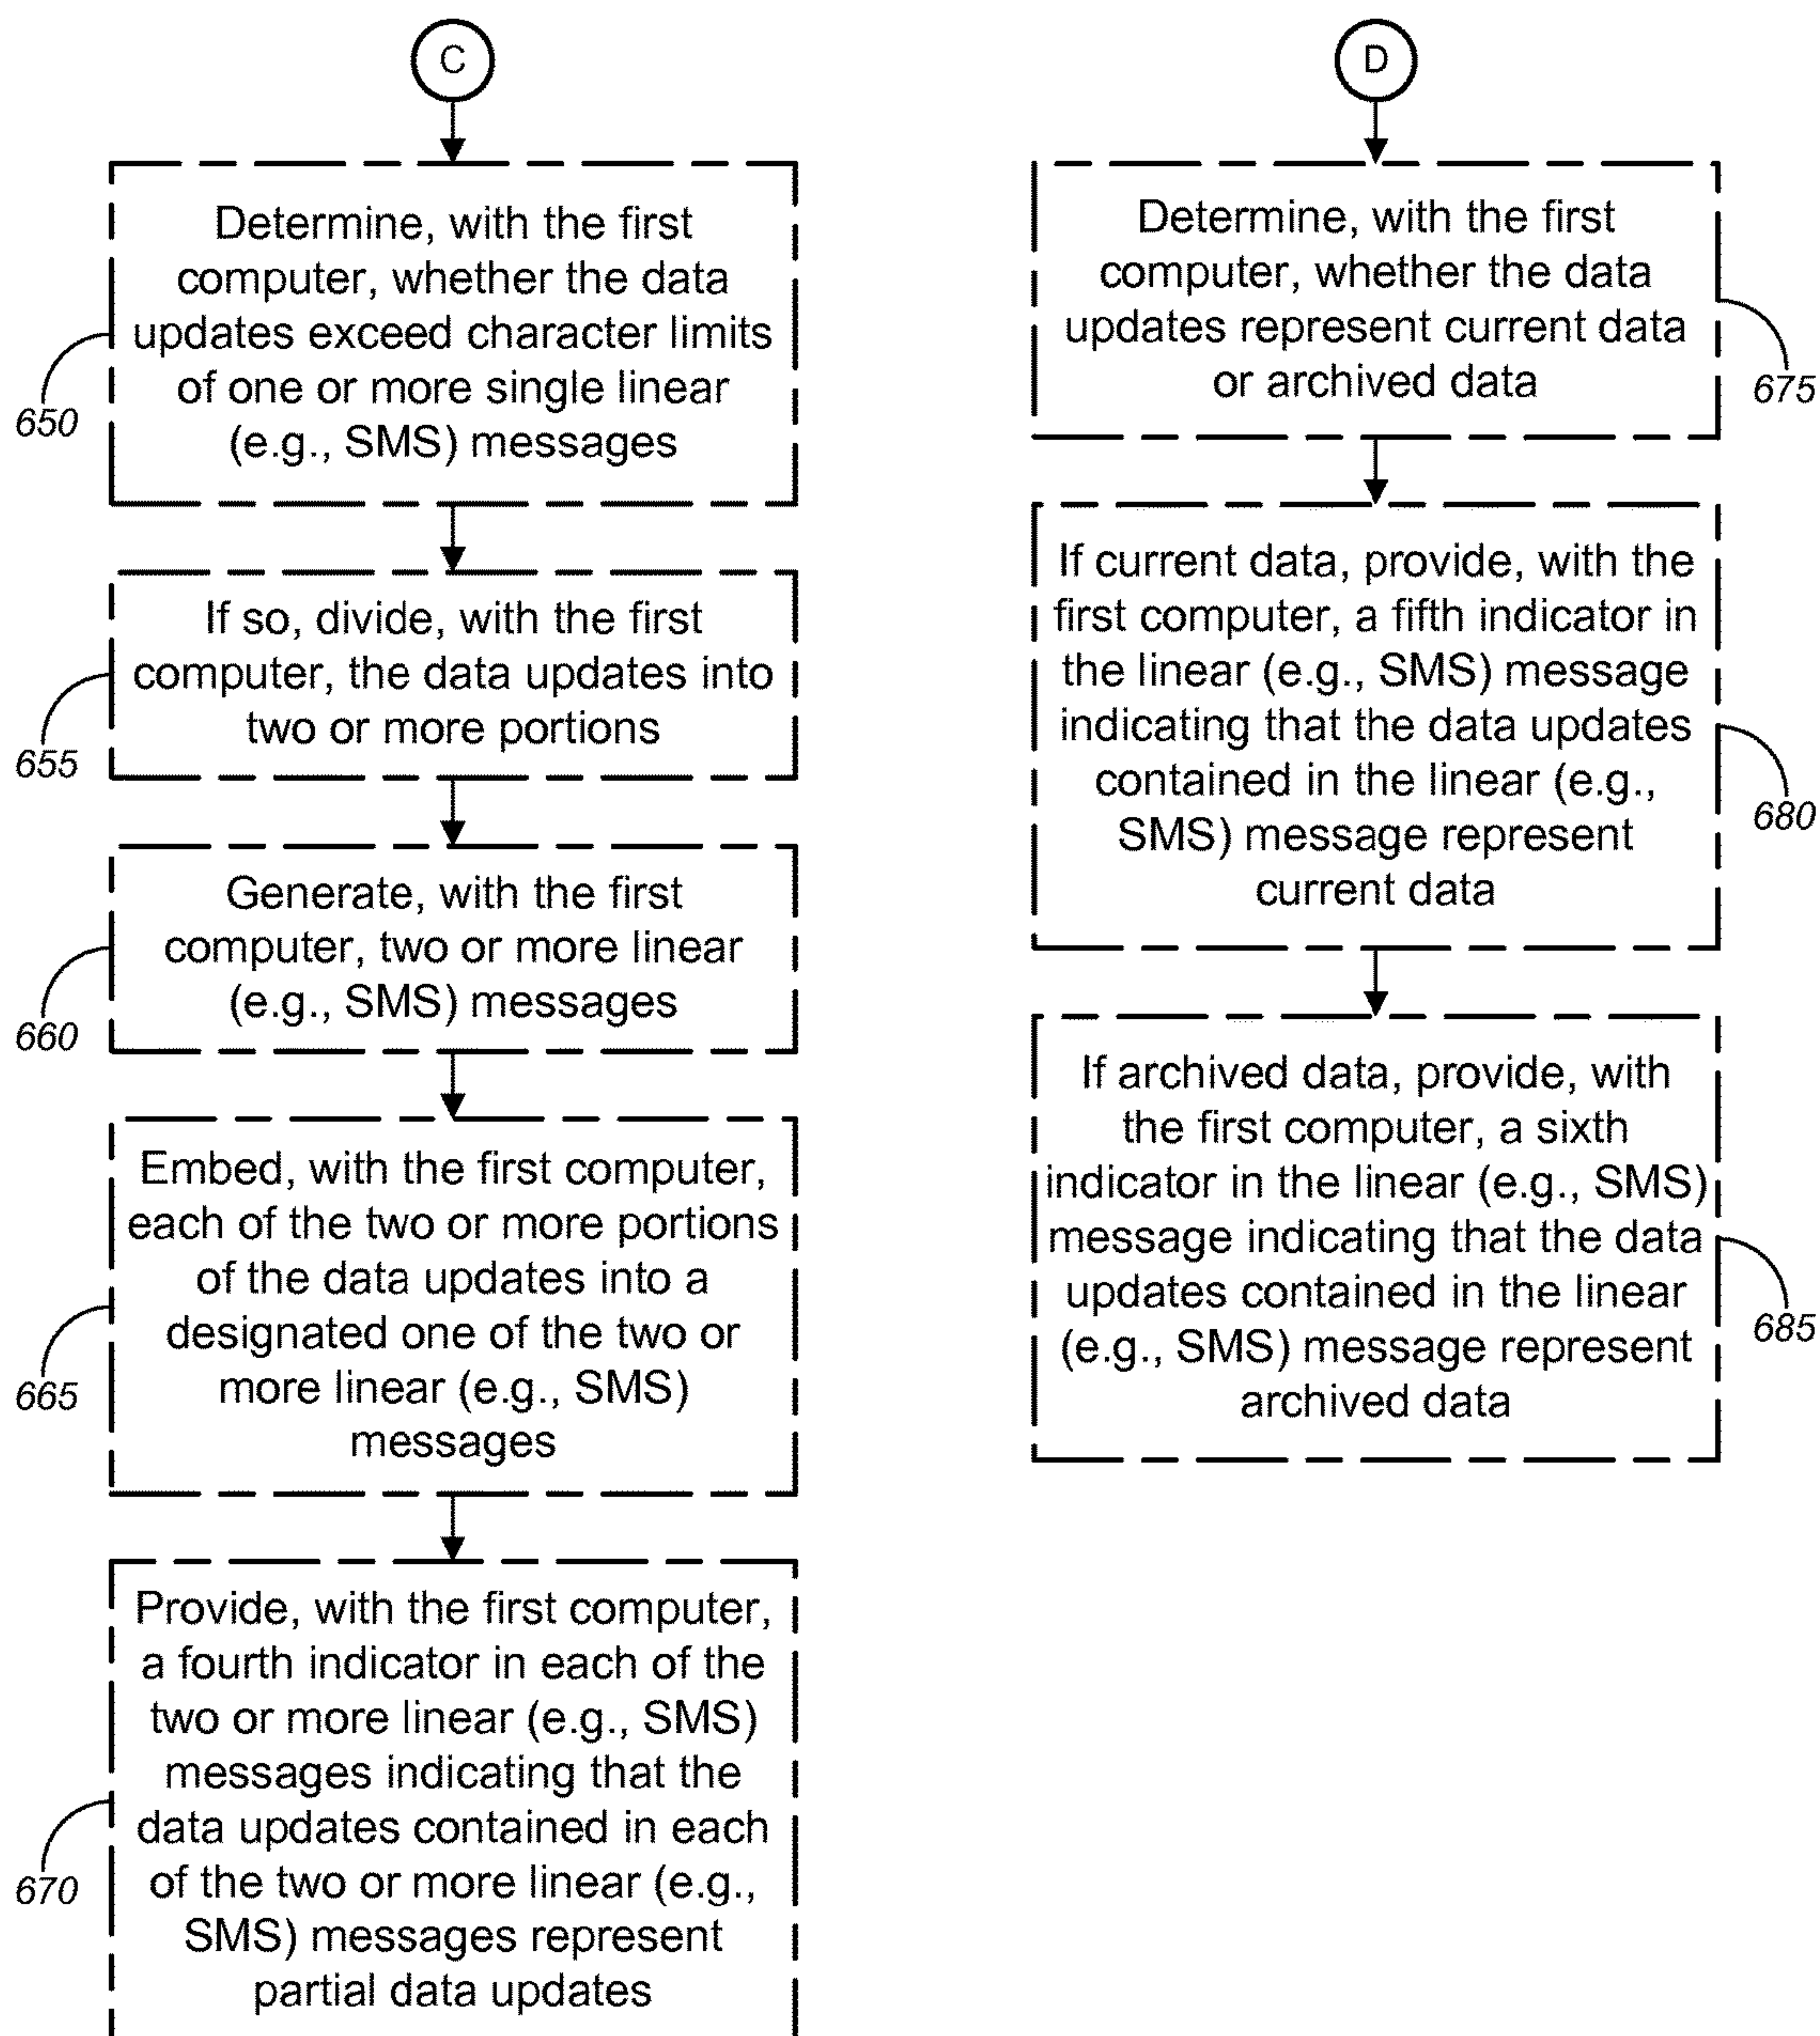 C
Determine, with the first
computer, whether the data
updates exceed character limits
of one or more single linear
(e.g., SMS) messages
650
If so, divide, with the first
computer, the data updates into
two or more portions
655
Generate, with the first
computer, two or more linear
(e.g., SMS) messages
660
Embed, with the first computer,
each of the two or more portions
of the data updates into a
designated one of the two or
more linear (e.g., SMS)
messages
665
Provide, with the first computer,
a fourth indicator in each of the
two or more linear (e.g., SMS)
messages indicating that the
data updates contained in each
of the two or more linear (e.g.,
SMS) messages represent
partial data updates
670
D
Determine, with the first
computer, whether the data
updates represent current data
or archived data
675
If current data, provide, with the
first computer, a fifth indicator in
the linear (e.g., SMS) message
indicating that the data updates
contained in the linear (e.g.,
SMS) message represent
current data
680
If archived data, provide, with
the first computer, a sixth
indicator in the linear (e.g., SMS)
message indicating that the data
updates contained in the linear
(e.g., SMS) message represent
archived data
685